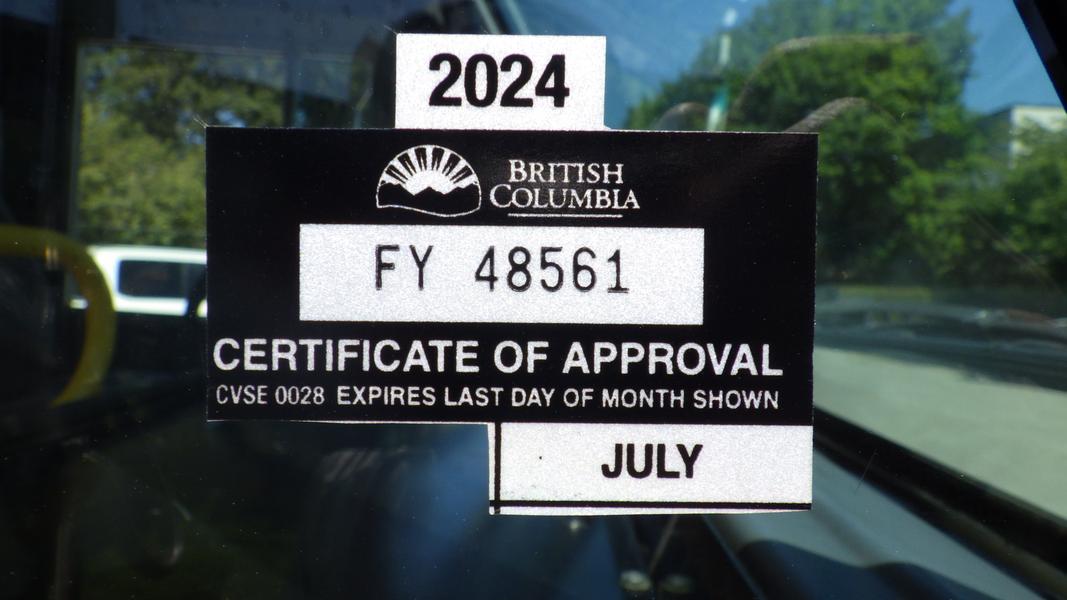 2024
BRITISH
COLUMBIA
FY 48561
CERTIFICATE OF APPROVAL
CVSE 0028 EXPIRES LAST DAY OF MONTH SHOWN
JULY